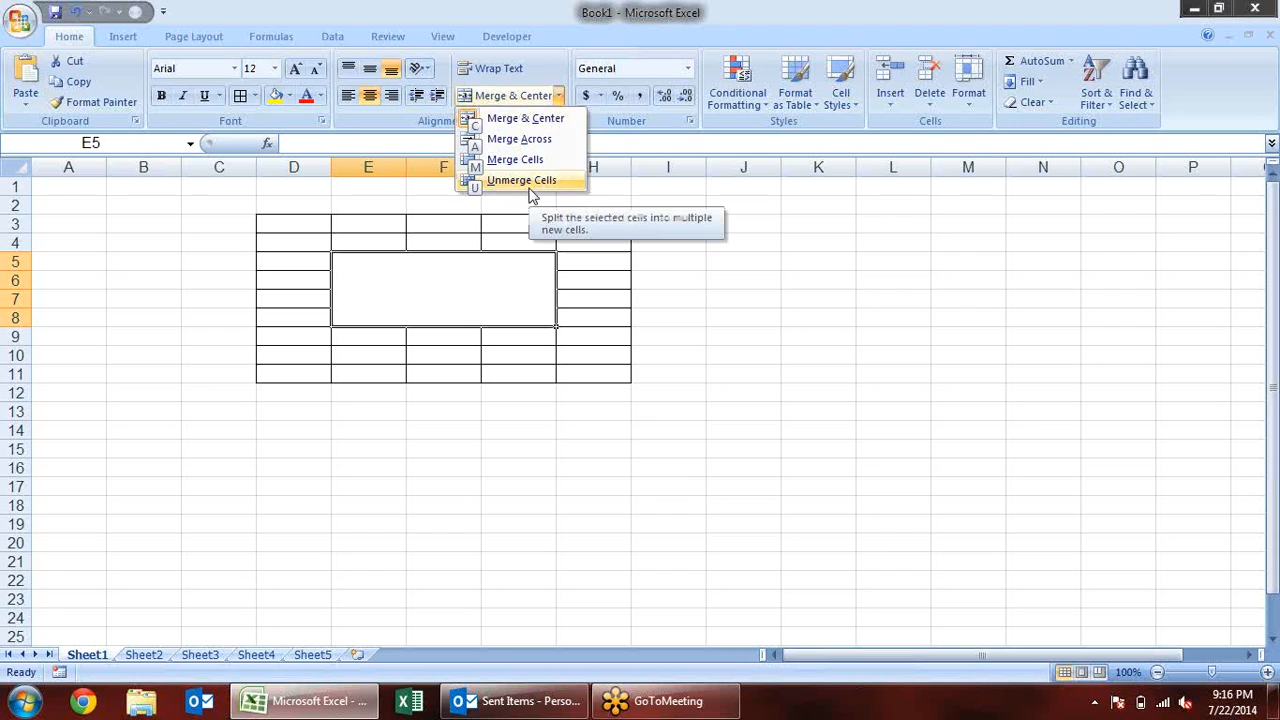 Book1 - Microsoft Excel
Home Insert Page Layout Formulas Data Review View Developer
Paste Cut Arial 12 Wrap Text General Conditional Formatting Format as Table Cell Styles Insert Delete Format AutoSum Sort & Filter Find & Select
Copy Fill
Format Painter B I U Merge & Center $ % , Clear
Clipboard Font Alignm Number Styles Cells Editing
Merge & Center
C
Merge Across
A
Merge Cells
M
Unmerge Cells
U
Split the selected cells into multiple
new cells.
E5 fx
A B C D E F H I J K L M N O P Q
1
2
3
4
5
6
7
8
9
10
11
12
13
14
15
16
17
18
19
20
21
22
23
24
25
Sheet1 Sheet2 Sheet3 Sheet4 Sheet5
Ready 100%
Microsoft Excel - ... Sent Items - Perso... GoToMeeting 9:16 PM
7/22/2014